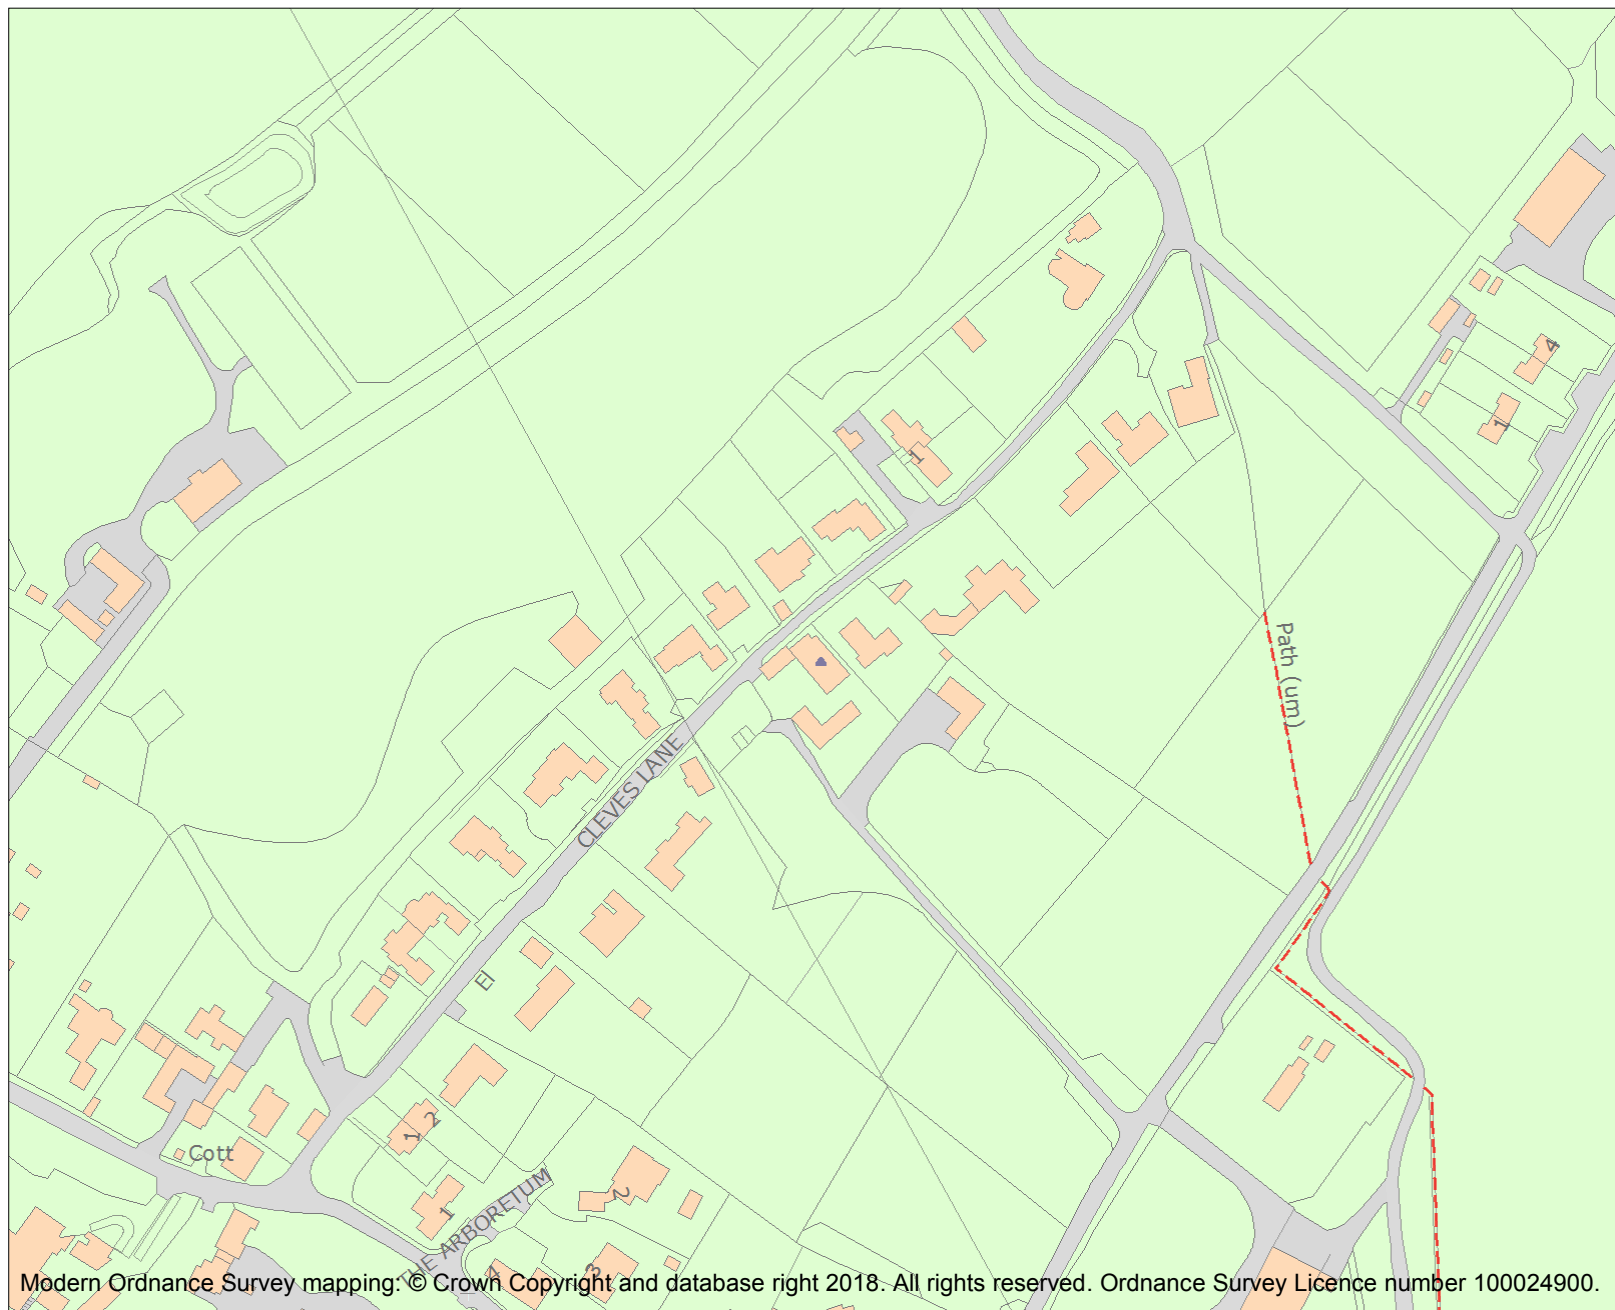 4
1
1
Path (um)
CLEVES LANE
El
2
1
Cott
2
1
THE ARBORETUM
4
3
Modern Ordnance Survey mapping: © Crown Copyright and database right 2018. All rights reserved. Ordnance Survey Licence number 100024900.